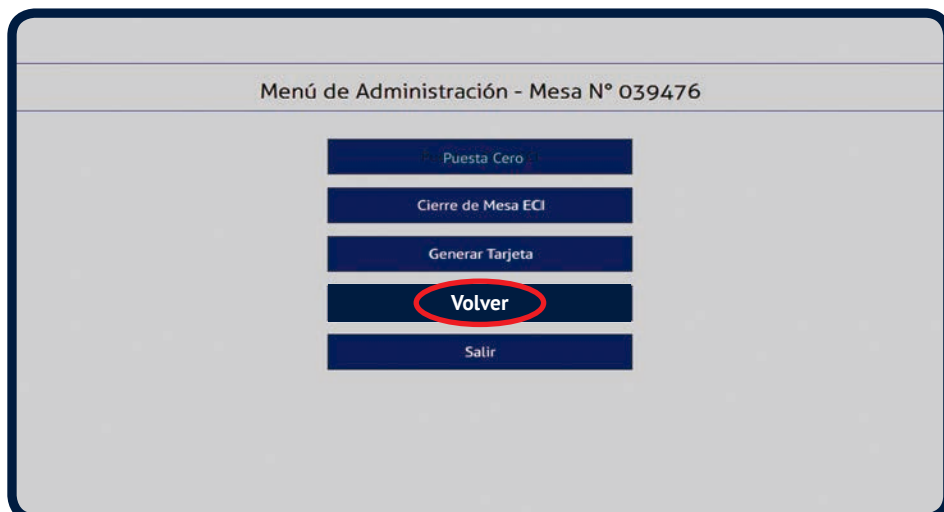 Menú de Administración - Mesa N° 039476
Puesta Cero
Cierre de Mesa ECI
Generar Tarjeta
Volver
Salir